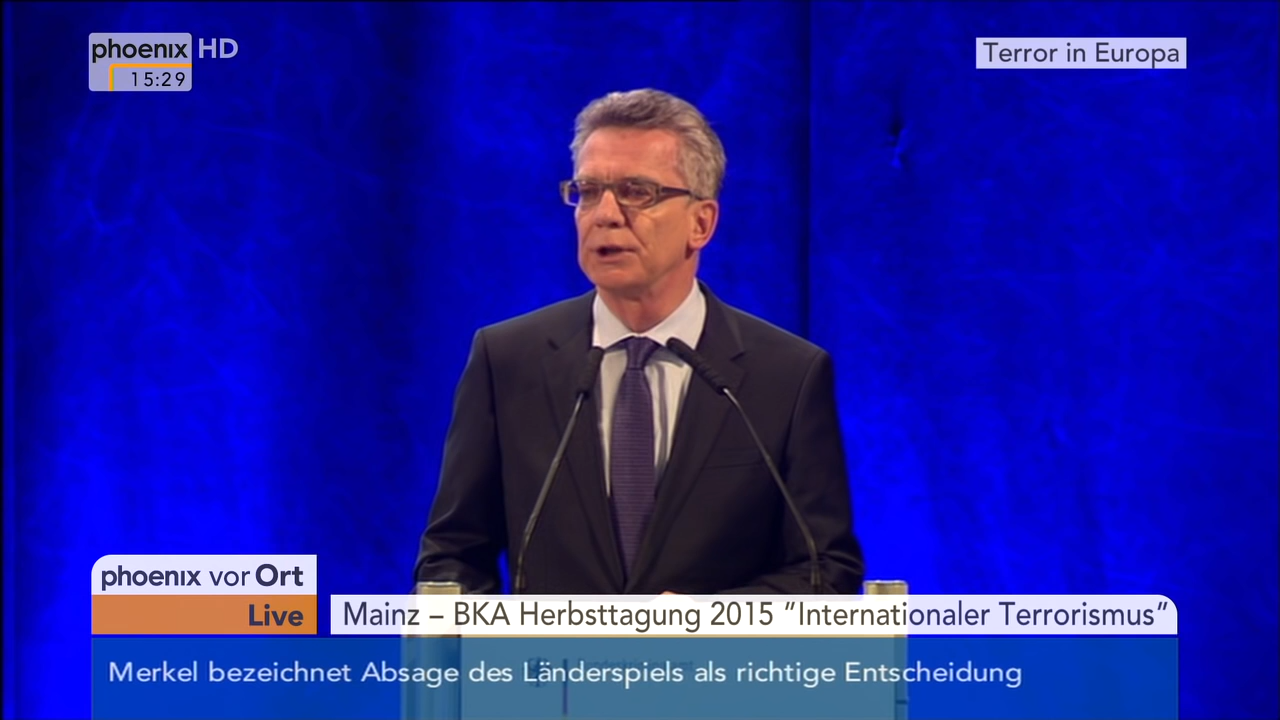 phoenix HD
15:29
Terror in Europa
phoenix vor Ort
Live
Mainz – BKA Herbsttagung 2015 "Internationaler Terrorismus"
Merkel bezeichnet Absage des Länderspiels als richtige Entscheidung